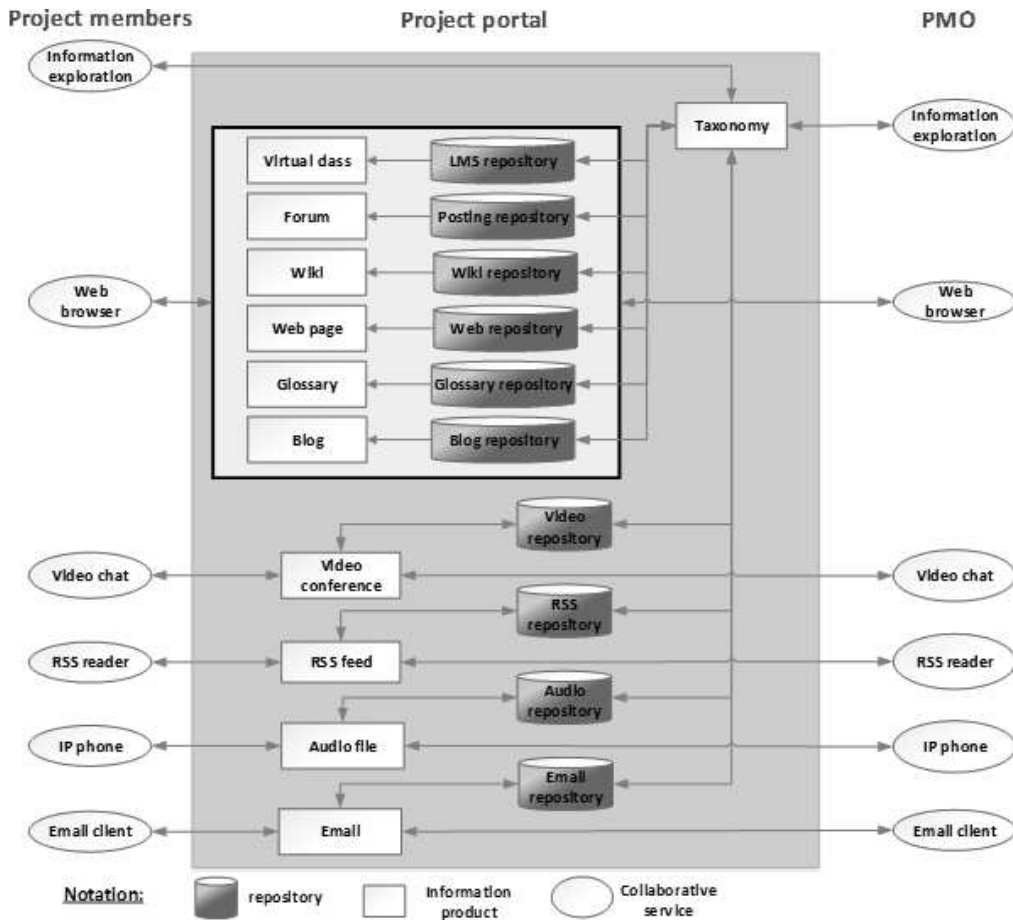 Project members
Project portal
PMO
Information
exploration
Taxonomy
Information
exploration
Virtual class
LMS repository
Forum
Posting repository
Wiki
Wiki repository
Web
browser
Web
browser
Web page
Web repository
Glossary
Glossary repository
Blog
Blog repository
Video
repository
Video chat
Video
conference
Video chat
RSS
repository
RSS reader
RSS feed
RSS reader
Audio
repository
IP phone
Audio file
IP phone
Email
repository
Email client
Email
Email client
Notation:
repository
Information
product
Collaborative
service